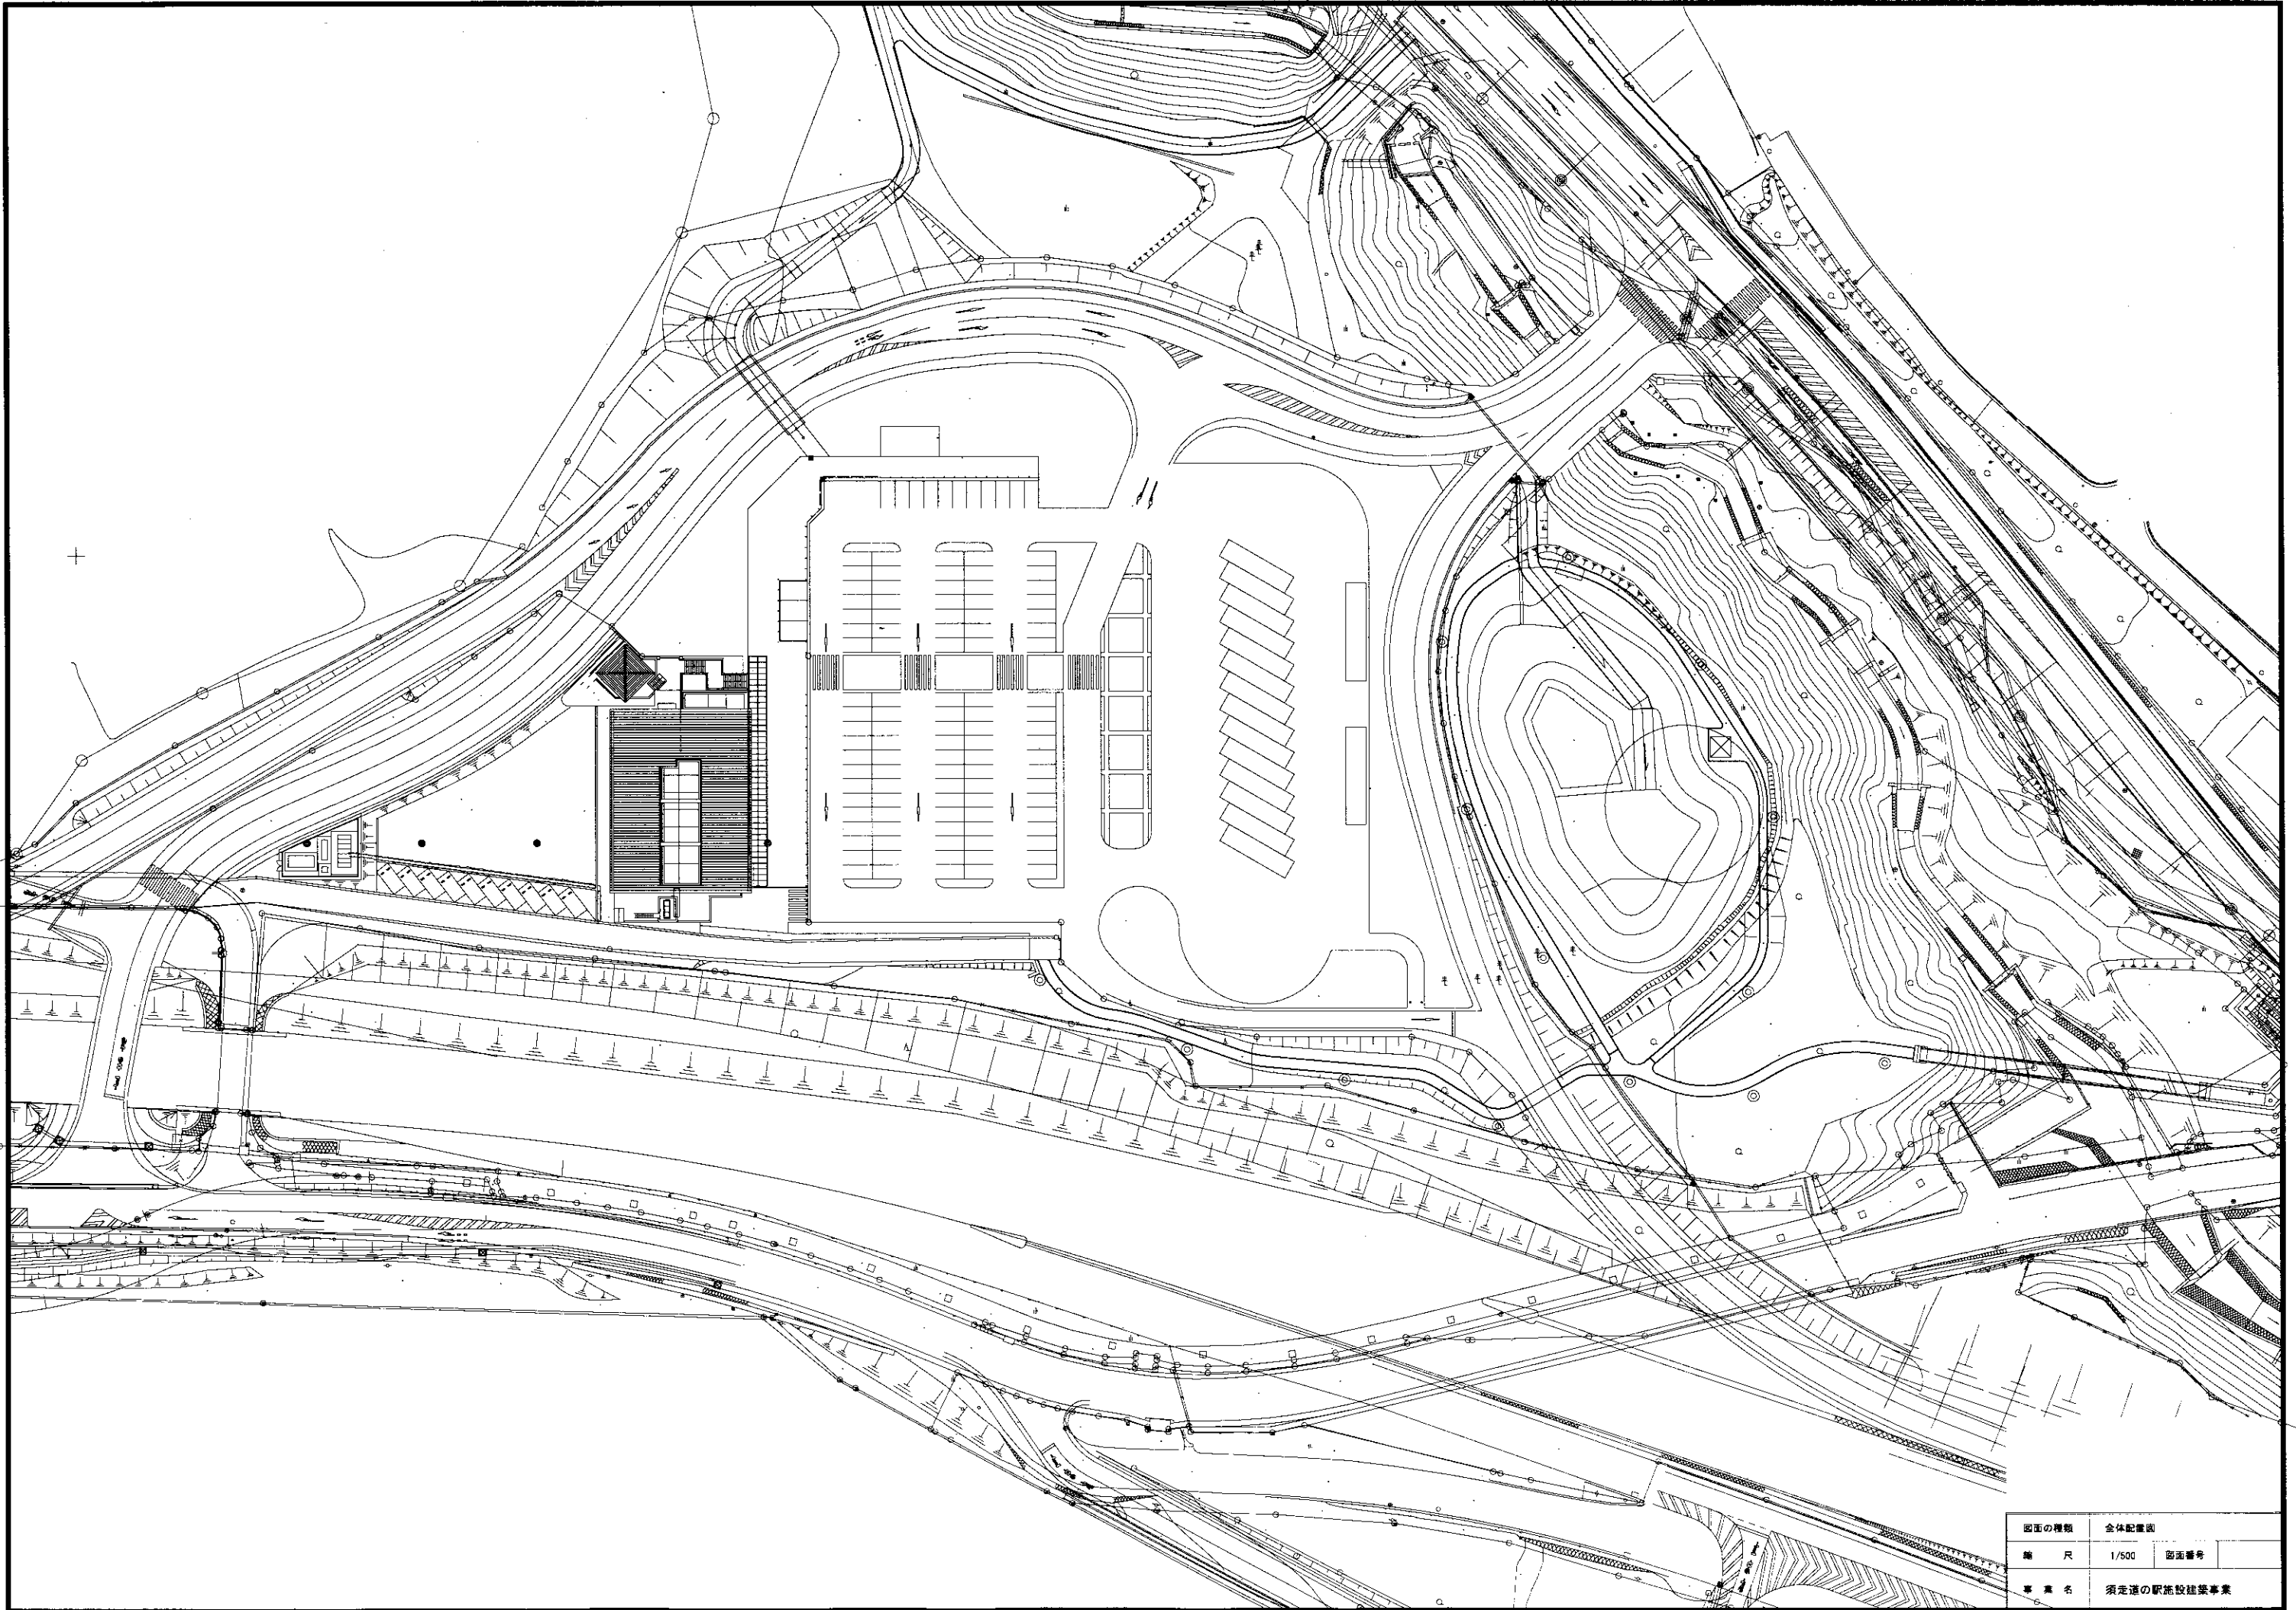 図面の種類 全体配置図
縮 尺 1/500 図面番号
事 業 名 須走道の駅施設建築事業